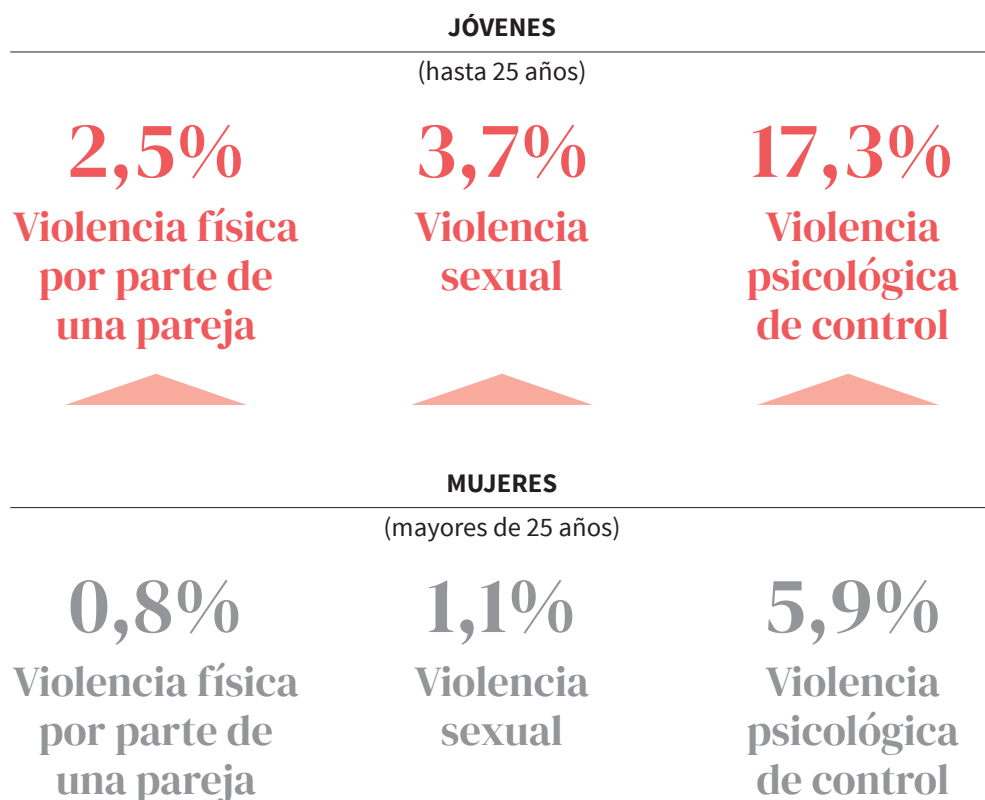 JÓVENES
(hasta 25 años)
2,5%
Violencia física
por parte de
una pareja
3,7%
Violencia
sexual
17,3%
Violencia
psicológica
de control
MUJERES
(mayores de 25 años)
0,8%
Violencia física
por parte de
una pareja
1,1%
Violencia
sexual
5,9%
Violencia
psicológica
de control